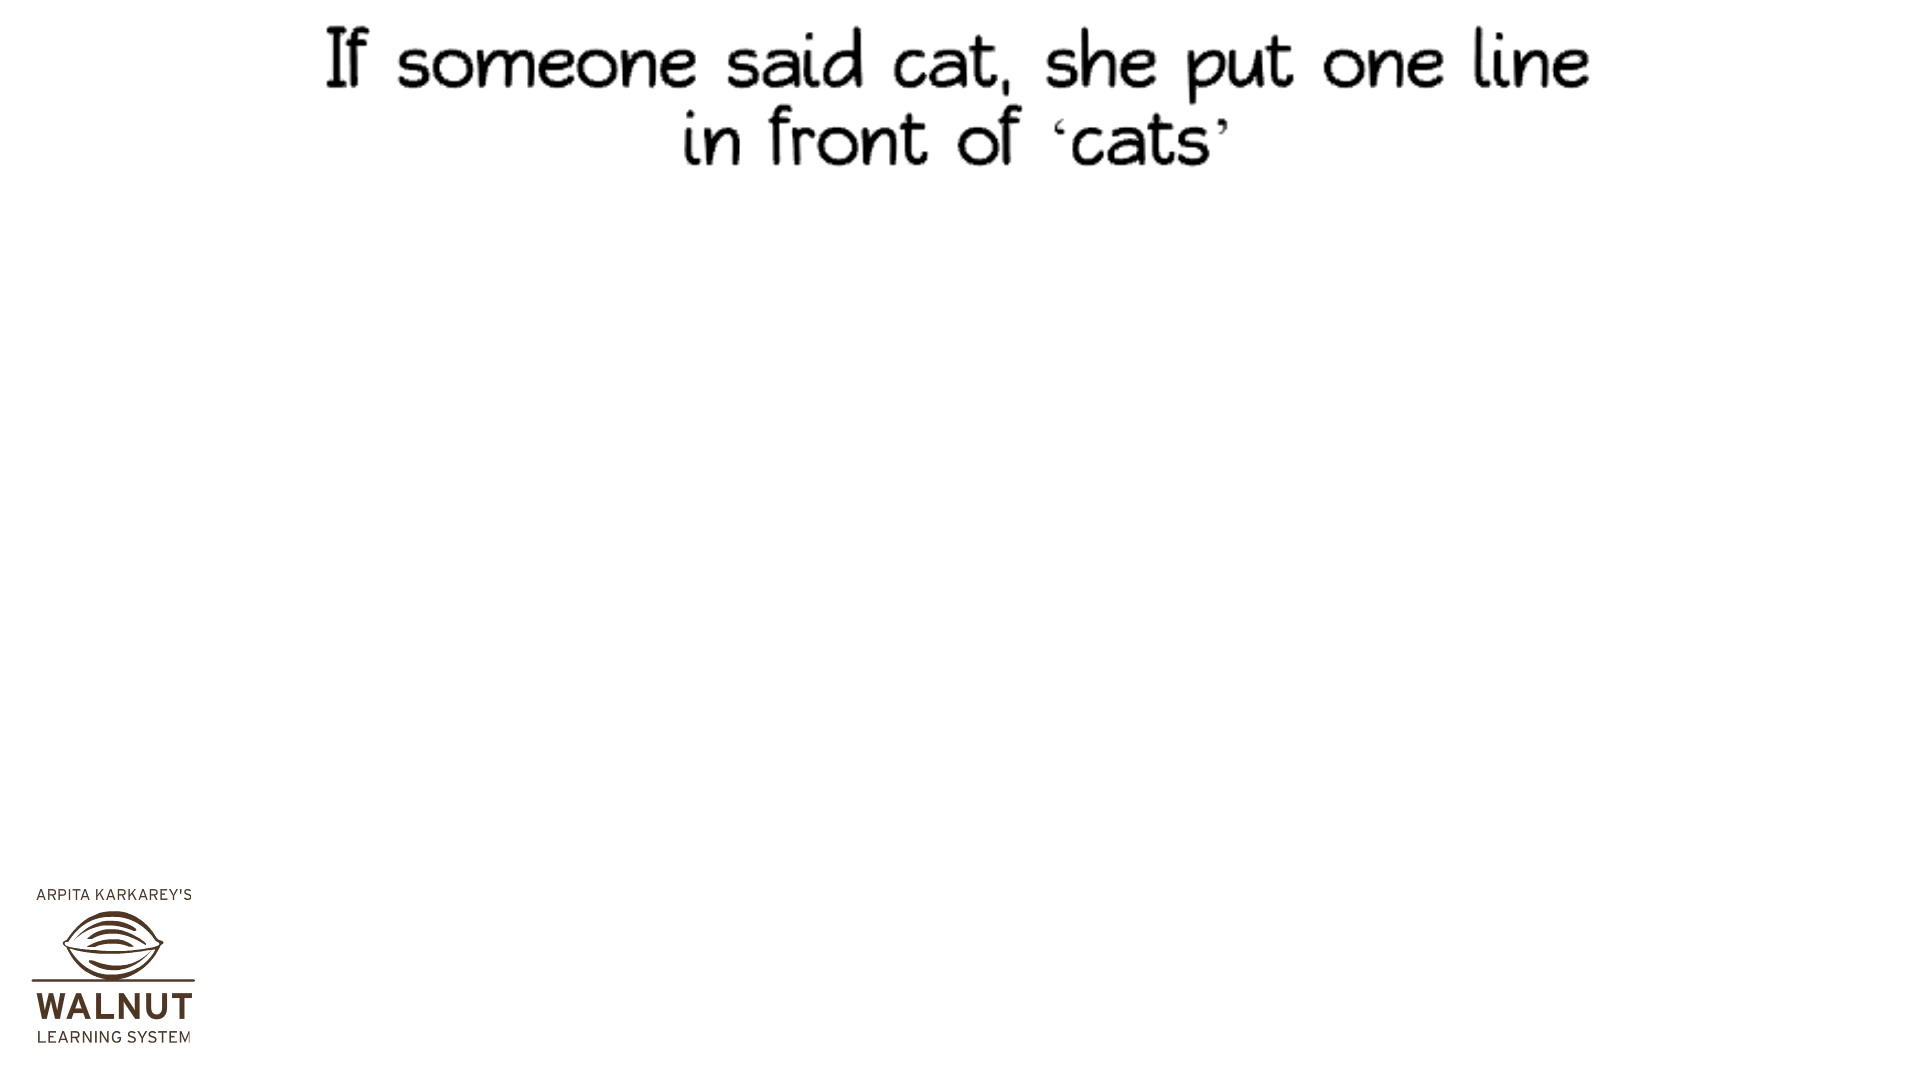 If someone said cat, she put one line
in front of ‘cats’
ARPITA KARKAREY'S
WALNUT
LEARNING SYSTEM